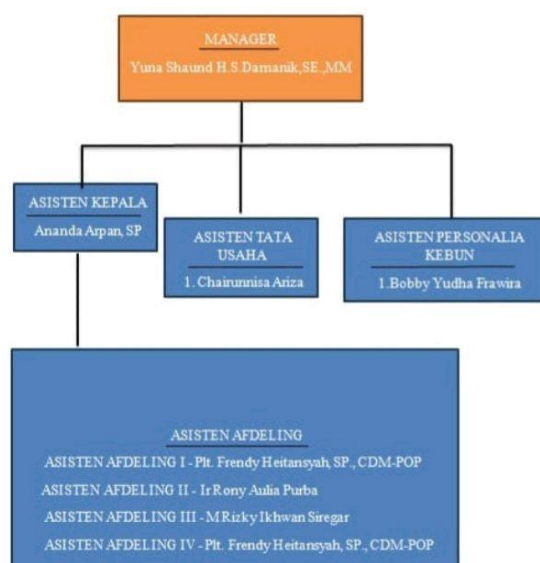 MANAGER
Yuna Shaund H.S.Damanik,SE.,MM
ASISTEN KEPALA
Ananda Arpan, SP
ASISTEN TATA
USAHA
1. Chairunnisa Ariza
ASISTEN PERSONALIA
KEBUN
1.Bobby Yudha Frawira
ASISTEN AFDELING
ASISTEN AFDELING I - Plt. Frendy Heitansyah, SP., CDM-POP
ASISTEN AFDELING II - Ir Rony Aulia Purba
ASISTEN AFDELING III - M Rizky Ikhwan Siregar
ASISTEN AFDELING IV - Plt. Frendy Heitansyah, SP., CDM-POP